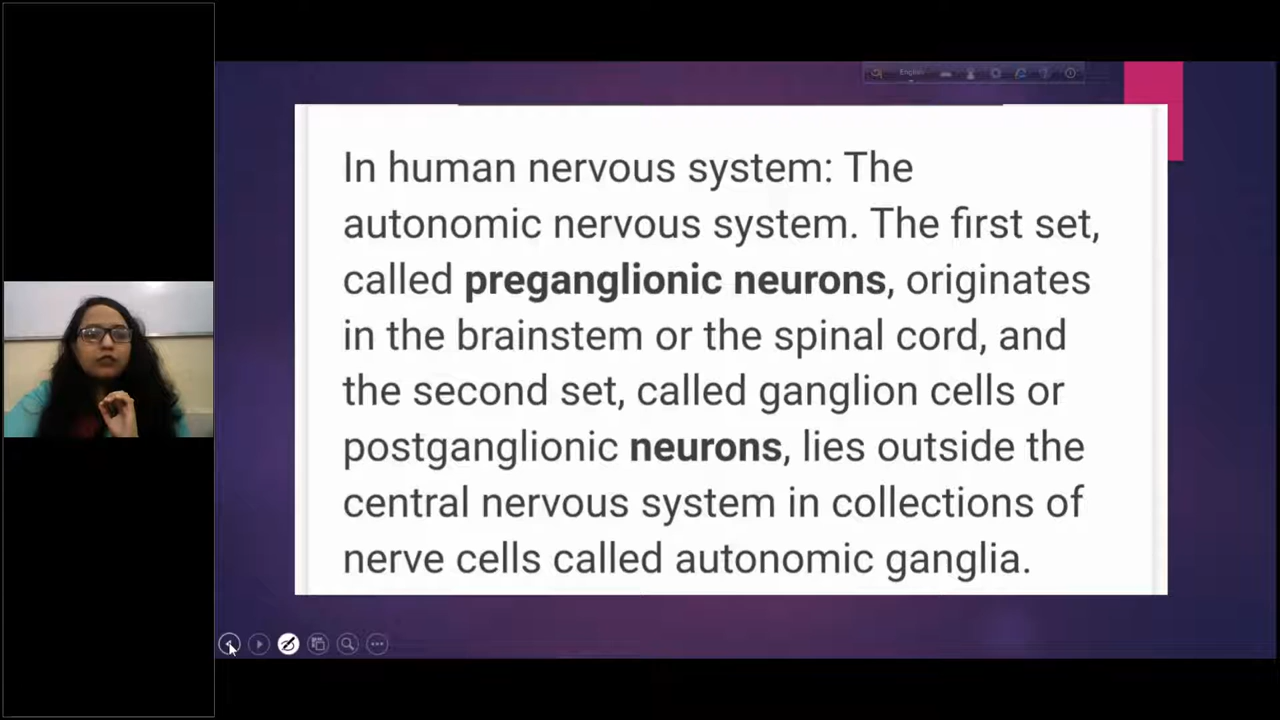 English
In human nervous system: The
autonomic nervous system. The first set,
called preganglionic neurons, originates
in the brainstem or the spinal cord, and
the second set, called ganglion cells or
postganglionic neurons, lies outside the
central nervous system in collections of
nerve cells called autonomic ganglia.